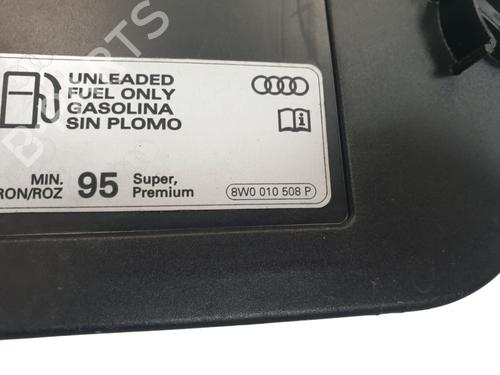 UNLEADED
FUEL ONLY
GASOLINA
SIN PLOMO
MIN.
RON/ROZ
95
Super,
Premium
8W0 010 508 P